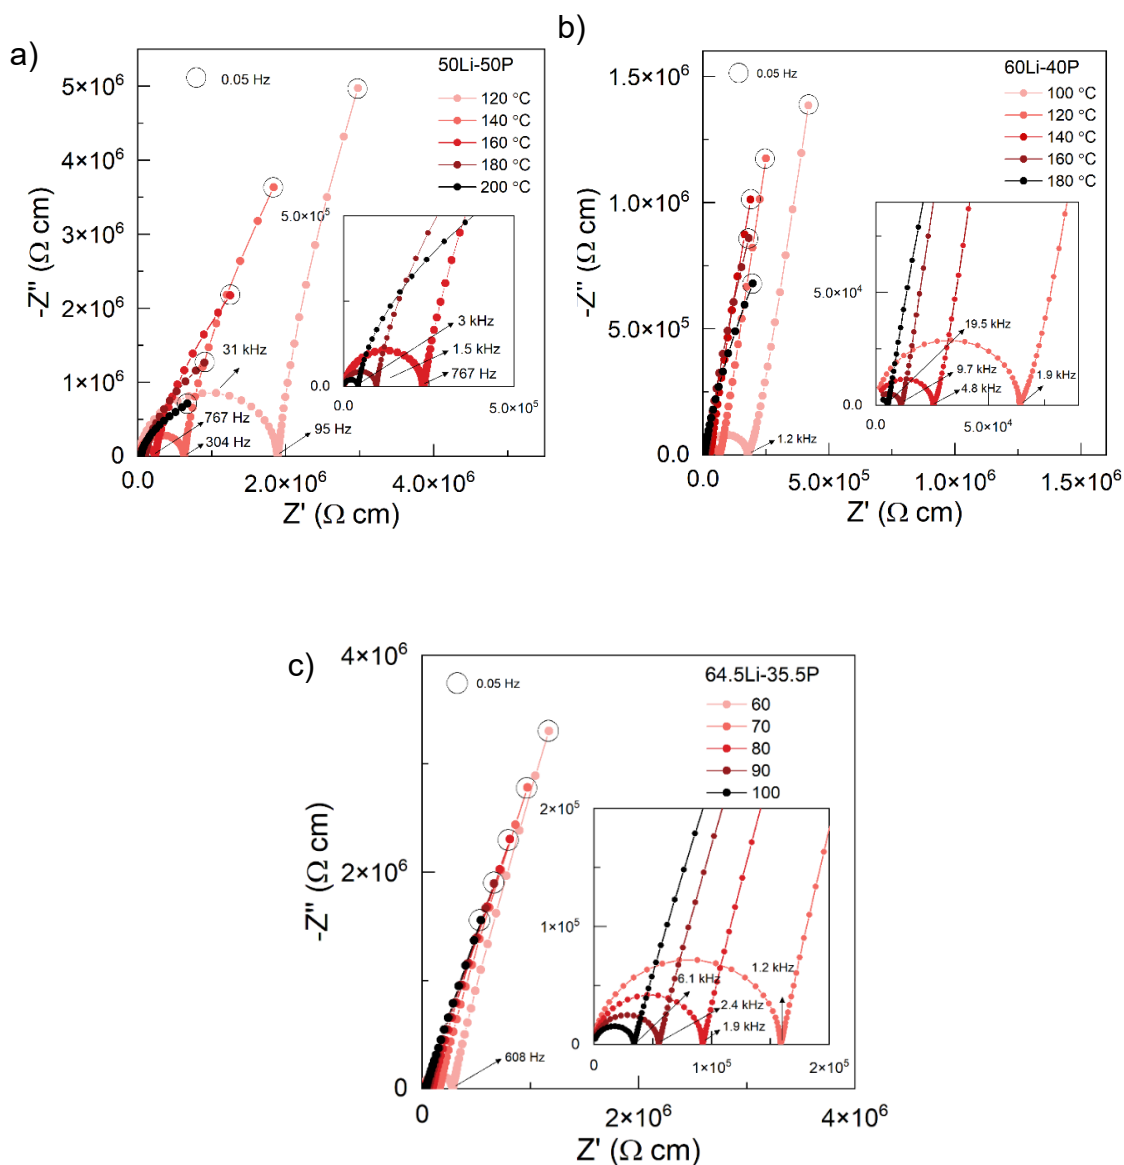 a)
50Li-50P
0.05 Hz
120 °C
140 °C
160 °C
180 °C
200 °C
5×10⁶
4×10⁶
3×10⁶
2×10⁶
1×10⁶
0
-Z'' (Ω cm)
0.0
2.0×10⁶
4.0×10⁶
Z' (Ω cm)
31 kHz
767 Hz
304 Hz
95 Hz
5.0×10⁵
0.0
0.0
5.0×10⁵
3 kHz
1.5 kHz
767 Hz
b)
60Li-40P
0.05 Hz
100 °C
120 °C
140 °C
160 °C
180 °C
1.5×10⁶
1.0×10⁶
5.0×10⁵
0.0
-Z'' (Ω cm)
0.0
5.0×10⁵
1.0×10⁶
1.5×10⁶
Z' (Ω cm)
1.2 kHz
5.0×10⁴
0.0
0.0
5.0×10⁴
19.5 kHz
9.7 kHz
4.8 kHz
1.9 kHz
c)
64.5Li-35.5P
0.05 Hz
60
70
80
90
100
4×10⁶
2×10⁶
0
-Z'' (Ω cm)
0
2×10⁶
4×10⁶
Z' (Ω cm)
608 Hz
2×10⁵
1×10⁵
0
0
1×10⁵
2×10⁵
6.1 kHz
1.2 kHz
2.4 kHz
1.9 kHz